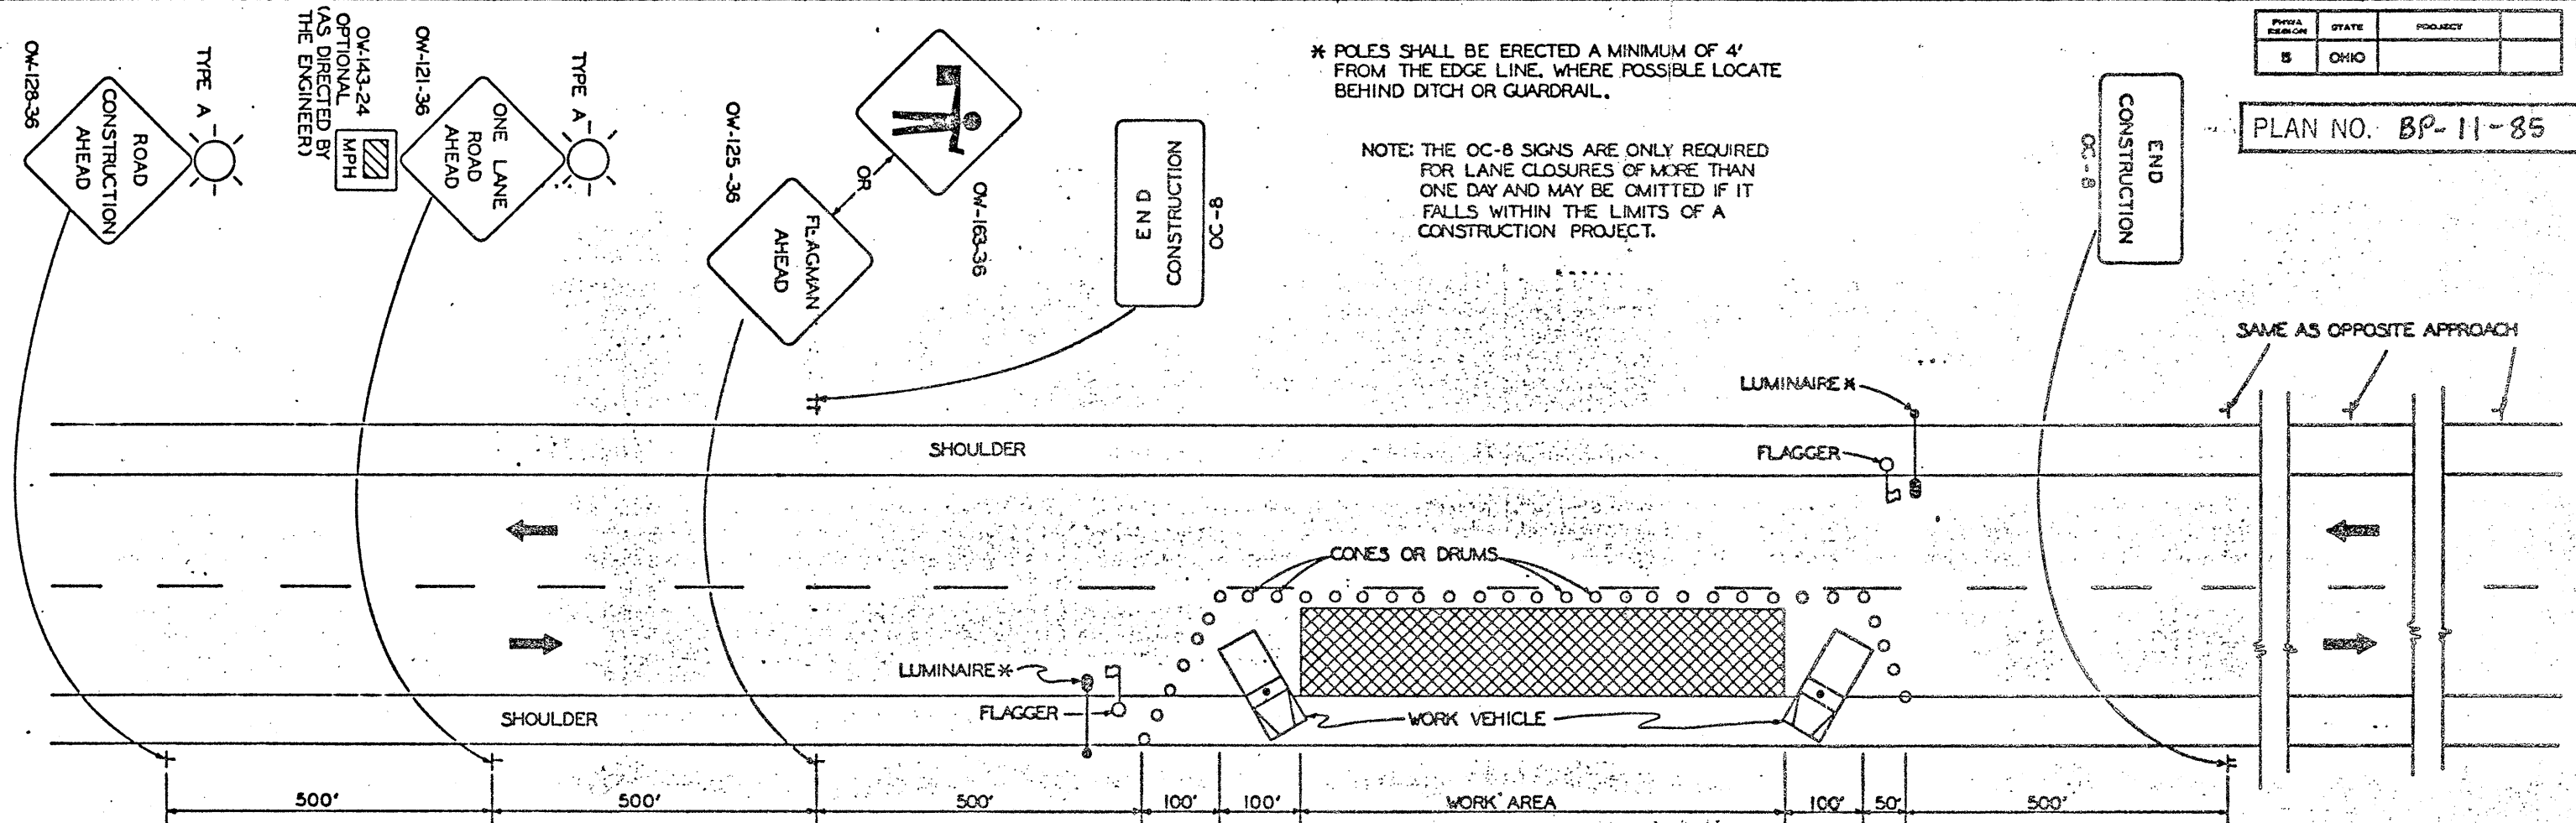 OW-128-36
ROAD
CONSTRUCTION
AHEAD
TYPE A
OW-143-24
OPTIONAL
(AS DIRECTED BY
THE ENGINEER)
MPH
OW-121-36
ONE LANE
ROAD
AHEAD
TYPE A
OW-125-36
FLAGMAN
AHEAD
OR
OW-163-36
END
CONSTRUCTION
OC-8
* POLES SHALL BE ERECTED A MINIMUM OF 4'
FROM THE EDGE LINE. WHERE POSSIBLE LOCATE
BEHIND DITCH OR GUARDRAIL.
NOTE: THE OC-8 SIGNS ARE ONLY REQUIRED
FOR LANE CLOSURES OF MORE THAN
ONE DAY AND MAY BE OMITTED IF IT
FALLS WITHIN THE LIMITS OF A
CONSTRUCTION PROJECT.
END
CONSTRUCTION
OC-8
FHWA
REGION
STATE
PROJECT
5
OHIO
PLAN NO. BP-11-85
SAME AS OPPOSITE APPROACH
LUMINAIRE *
SHOULDER
FLAGGER
CONES OR DRUMS
LUMINAIRE *
FLAGGER
SHOULDER
WORK VEHICLE
500'
500'
500'
100'
100'
WORK AREA
100'
50'
500'